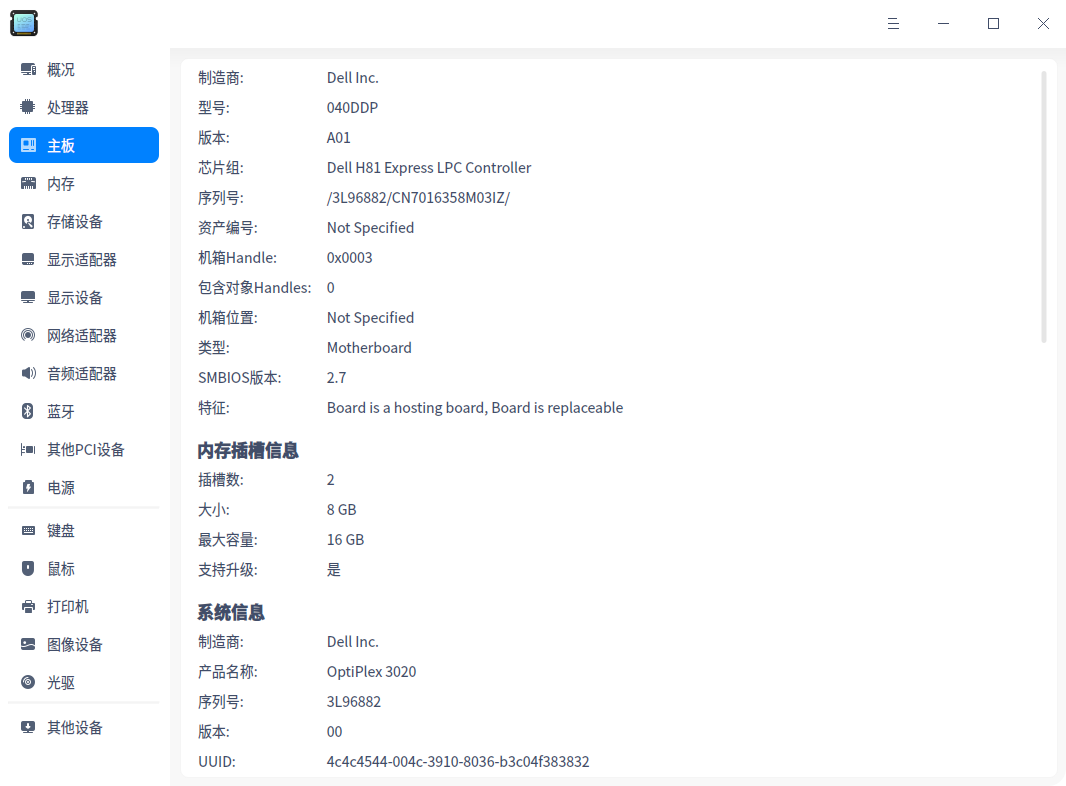 概况
处理器
主板
内存
存储设备
显示适配器
显示设备
网络适配器
音频适配器
蓝牙
其他PCI设备
电源
键盘
鼠标
打印机
图像设备
光驱
其他设备
制造商: Dell Inc.
型号: 040DDP
版本: A01
芯片组: Dell H81 Express LPC Controller
序列号: /3L96882/CN7016358M03IZ/
资产编号: Not Specified
机箱Handle: 0x0003
包含对象Handles: 0
机箱位置: Not Specified
类型: Motherboard
SMBIOS版本: 2.7
特征: Board is a hosting board, Board is replaceable
内存插槽信息
插槽数: 2
大小: 8 GB
最大容量: 16 GB
支持升级: 是
系统信息
制造商: Dell Inc.
产品名称: OptiPlex 3020
序列号: 3L96882
版本: 00
UUID: 4c4c4544-004c-3910-8036-b3c04f383832